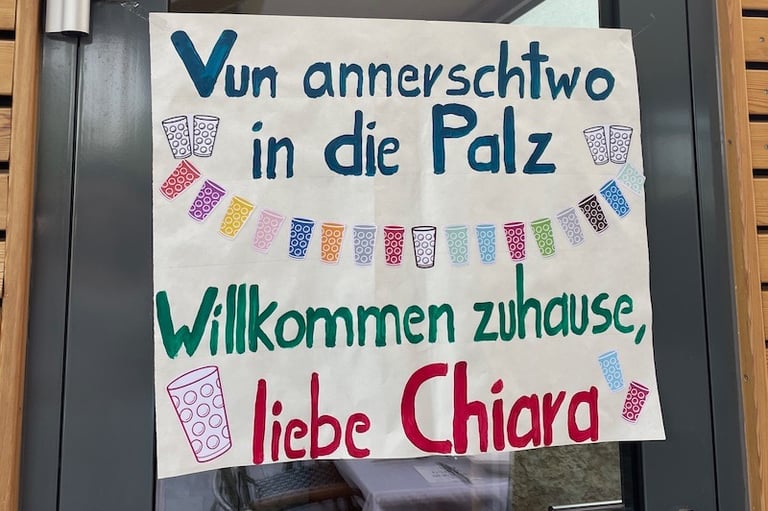 Vun annerschtwo
in die Palz
Willkommen zuhause,
liebe Chiara